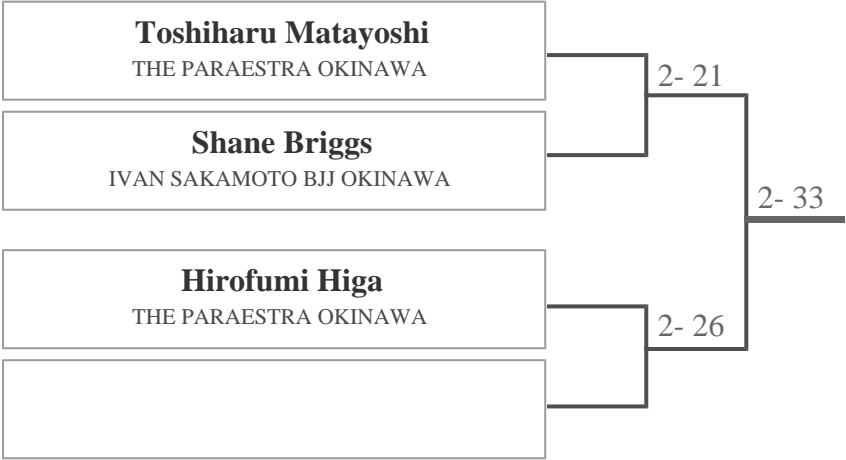 Toshiharu Matayoshi
THE PARAESTRA OKINAWA
2- 21
Shane Briggs
IVAN SAKAMOTO BJJ OKINAWA
2- 33
Hirofumi Higa
THE PARAESTRA OKINAWA
2- 26